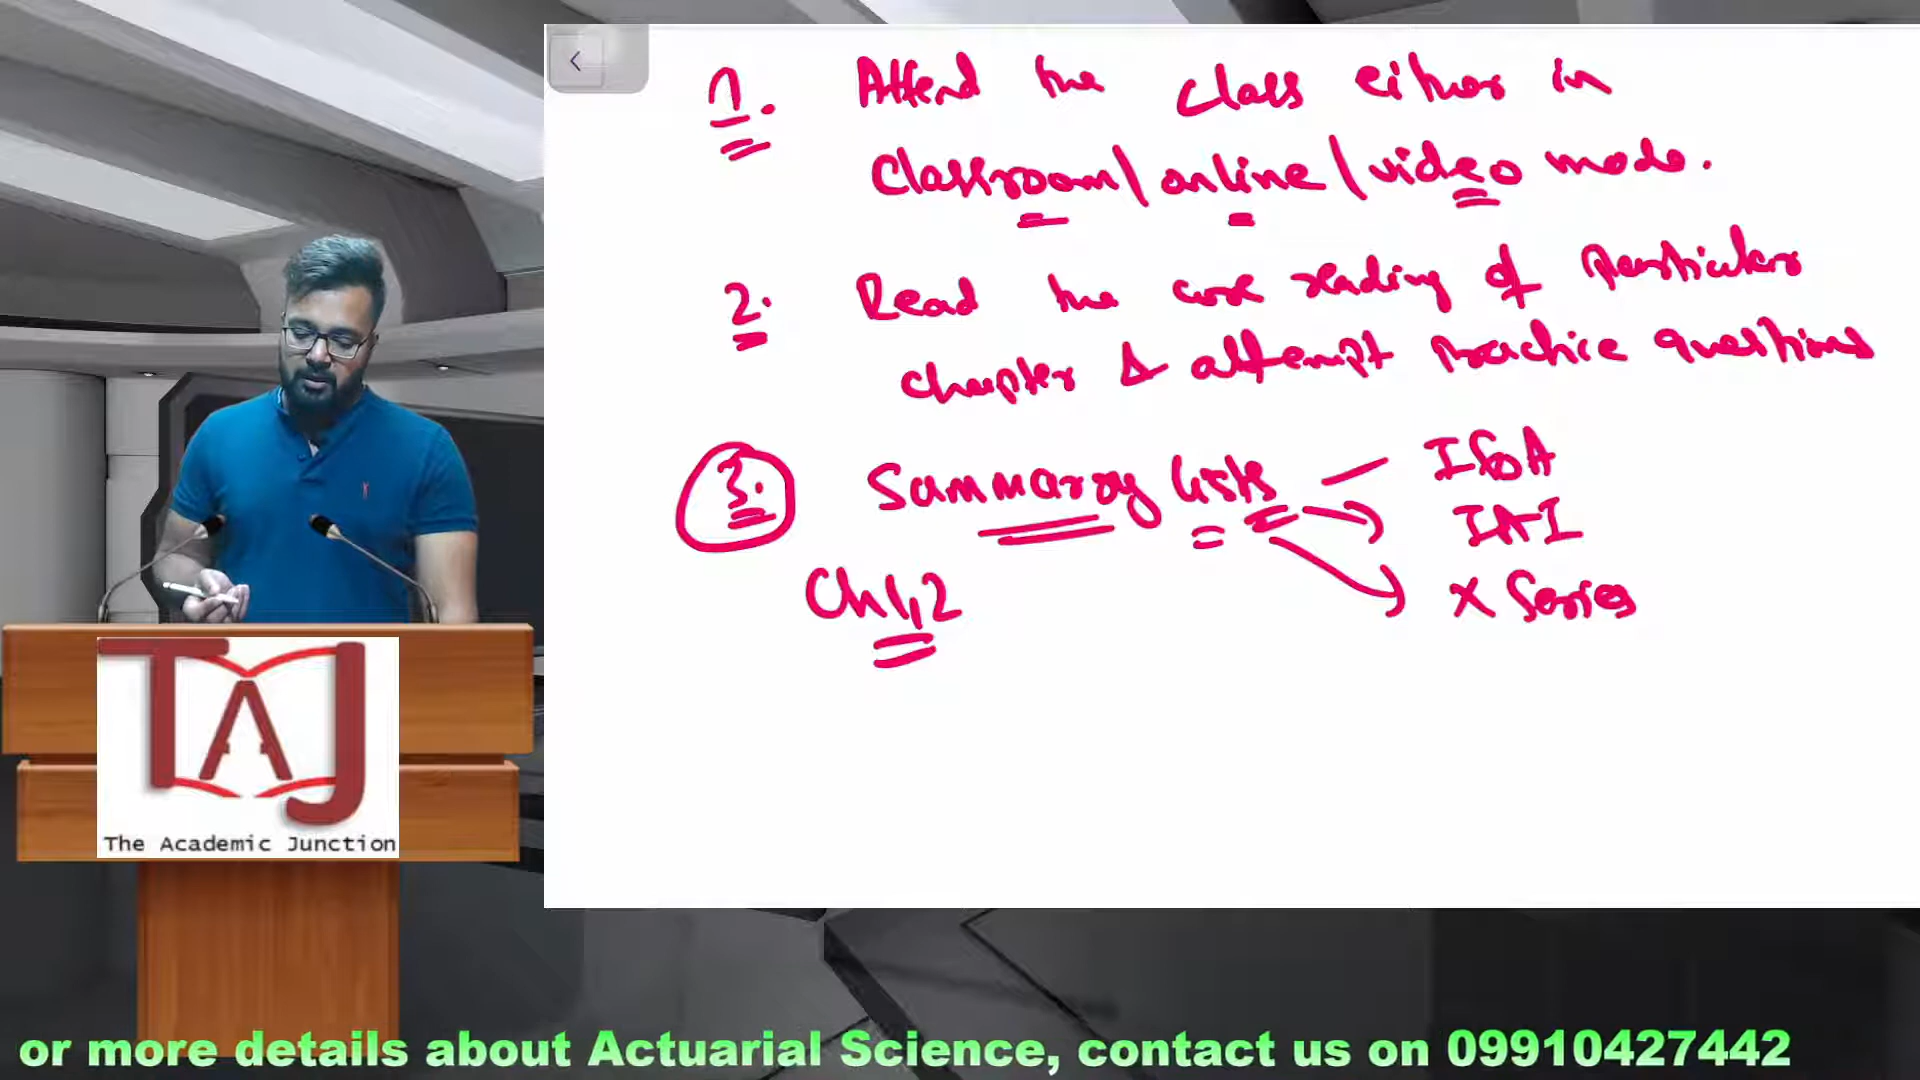 1. Attend the class either in
Classroom/online/video mode.
2. Read the core reading of particular
chapter & attempt practice questions
3. Summarry lists
IFOA
IAI
X Series
Ch1,2
TAJ
The Academic Junction
or more details about Actuarial Science, contact us on 09910427442